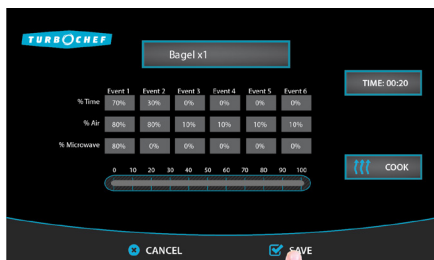 TURBOCHEF
Bagel x1
TIME: 00:20
Event 1 Event 2 Event 3 Event 4 Event 5 Event 6
% Time 70% 30% 0% 0% 0% 0%
% Air 80% 80% 10% 10% 10% 10%
% Microwave 80% 0% 0% 0% 0% 0%
0 10 20 30 40 50 60 70 80 90 100
COOK
CANCEL SAVE